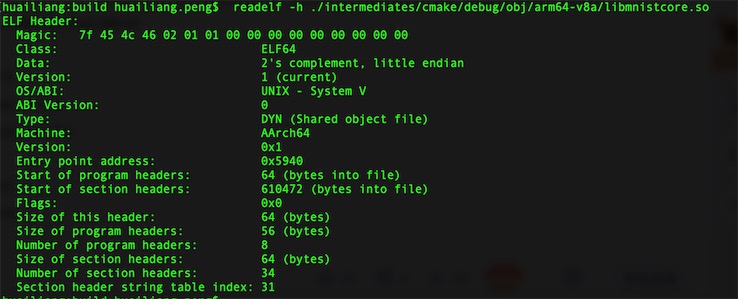 huailiang:build huailiang.peng$ readelf -h ./intermediates/cmake/debug/obj/arm64-v8a/libmnistcore.so
ELF Header:
Magic: 7f 45 4c 46 02 01 01 00 00 00 00 00 00 00 00 00
Class: ELF64
Data: 2's complement, little endian
Version: 1 (current)
OS/ABI: UNIX - System V
ABI Version: 0
Type: DYN (Shared object file)
Machine: AArch64
Version: 0x1
Entry point address: 0x5940
Start of program headers: 64 (bytes into file)
Start of section headers: 610472 (bytes into file)
Flags: 0x0
Size of this header: 64 (bytes)
Size of program headers: 56 (bytes)
Number of program headers: 8
Size of section headers: 64 (bytes)
Number of section headers: 34
Section header string table index: 31